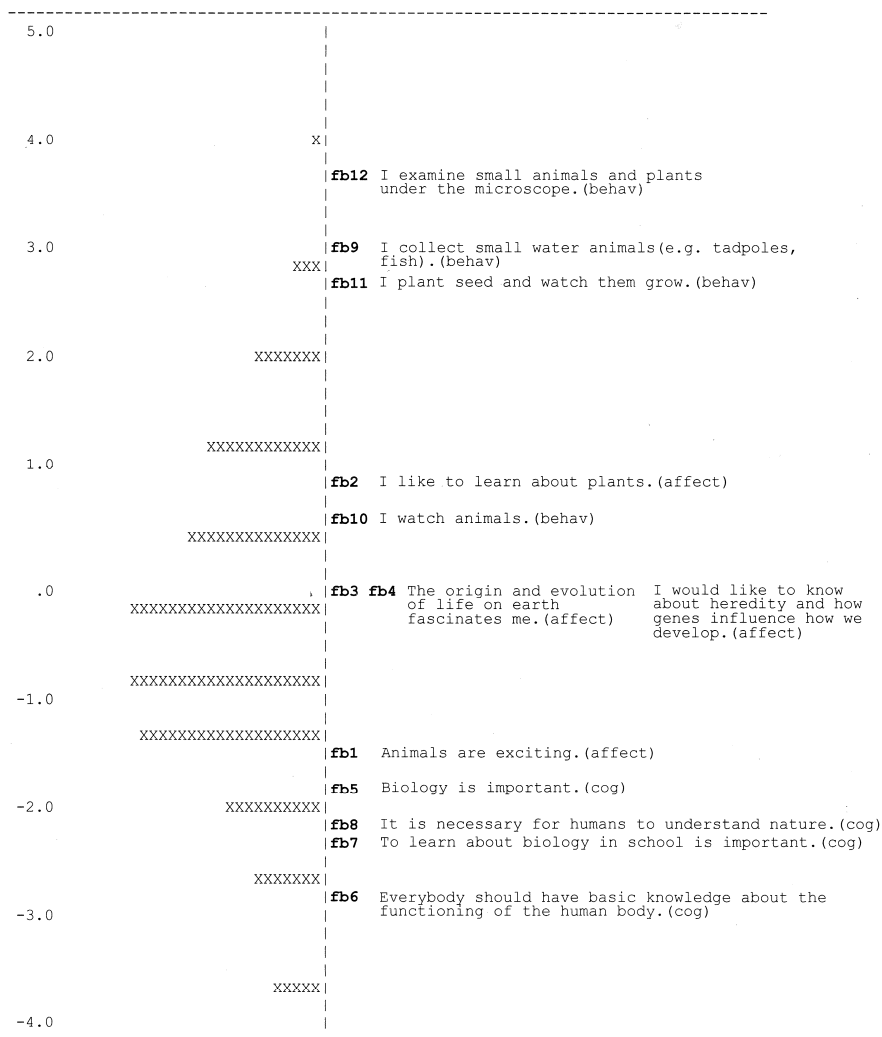 -----------------------------------------------------------------------
5.0 |
4.0 X|
|fb12 I examine small animals and plants
under the microscope.(behav)
3.0 |fb9 I collect small water animals(e.g. tadpoles,
fish).(behav)
XXX|
|fb11 I plant seed and watch them grow.(behav)
2.0 XXXXXXX|
XXXXXXXXXXXX|
1.0 |
|fb2 I like to learn about plants.(affect)
|fb10 I watch animals.(behav)
XXXXXXXXXXXXXX|
.0 |fb3 fb4 The origin and evolution I would like to know
XXXXXXXXXXXXXXXXXXXX| of life on earth about heredity and how
fascinates me.(affect) genes influence how we
develop.(affect)
XXXXXXXXXXXXXXXXXXXX|
-1.0 |
XXXXXXXXXXXXXXXXXXX|
|fb1 Animals are exciting.(affect)
|fb5 Biology is important.(cog)
-2.0 XXXXXXXXXX|
|fb8 It is necessary for humans to understand nature.(cog)
|fb7 To learn about biology in school is important.(cog)
XXXXXXX|
|fb6 Everybody should have basic knowledge about the
-3.0 | functioning of the human body.(cog)
XXXXX|
-4.0 |